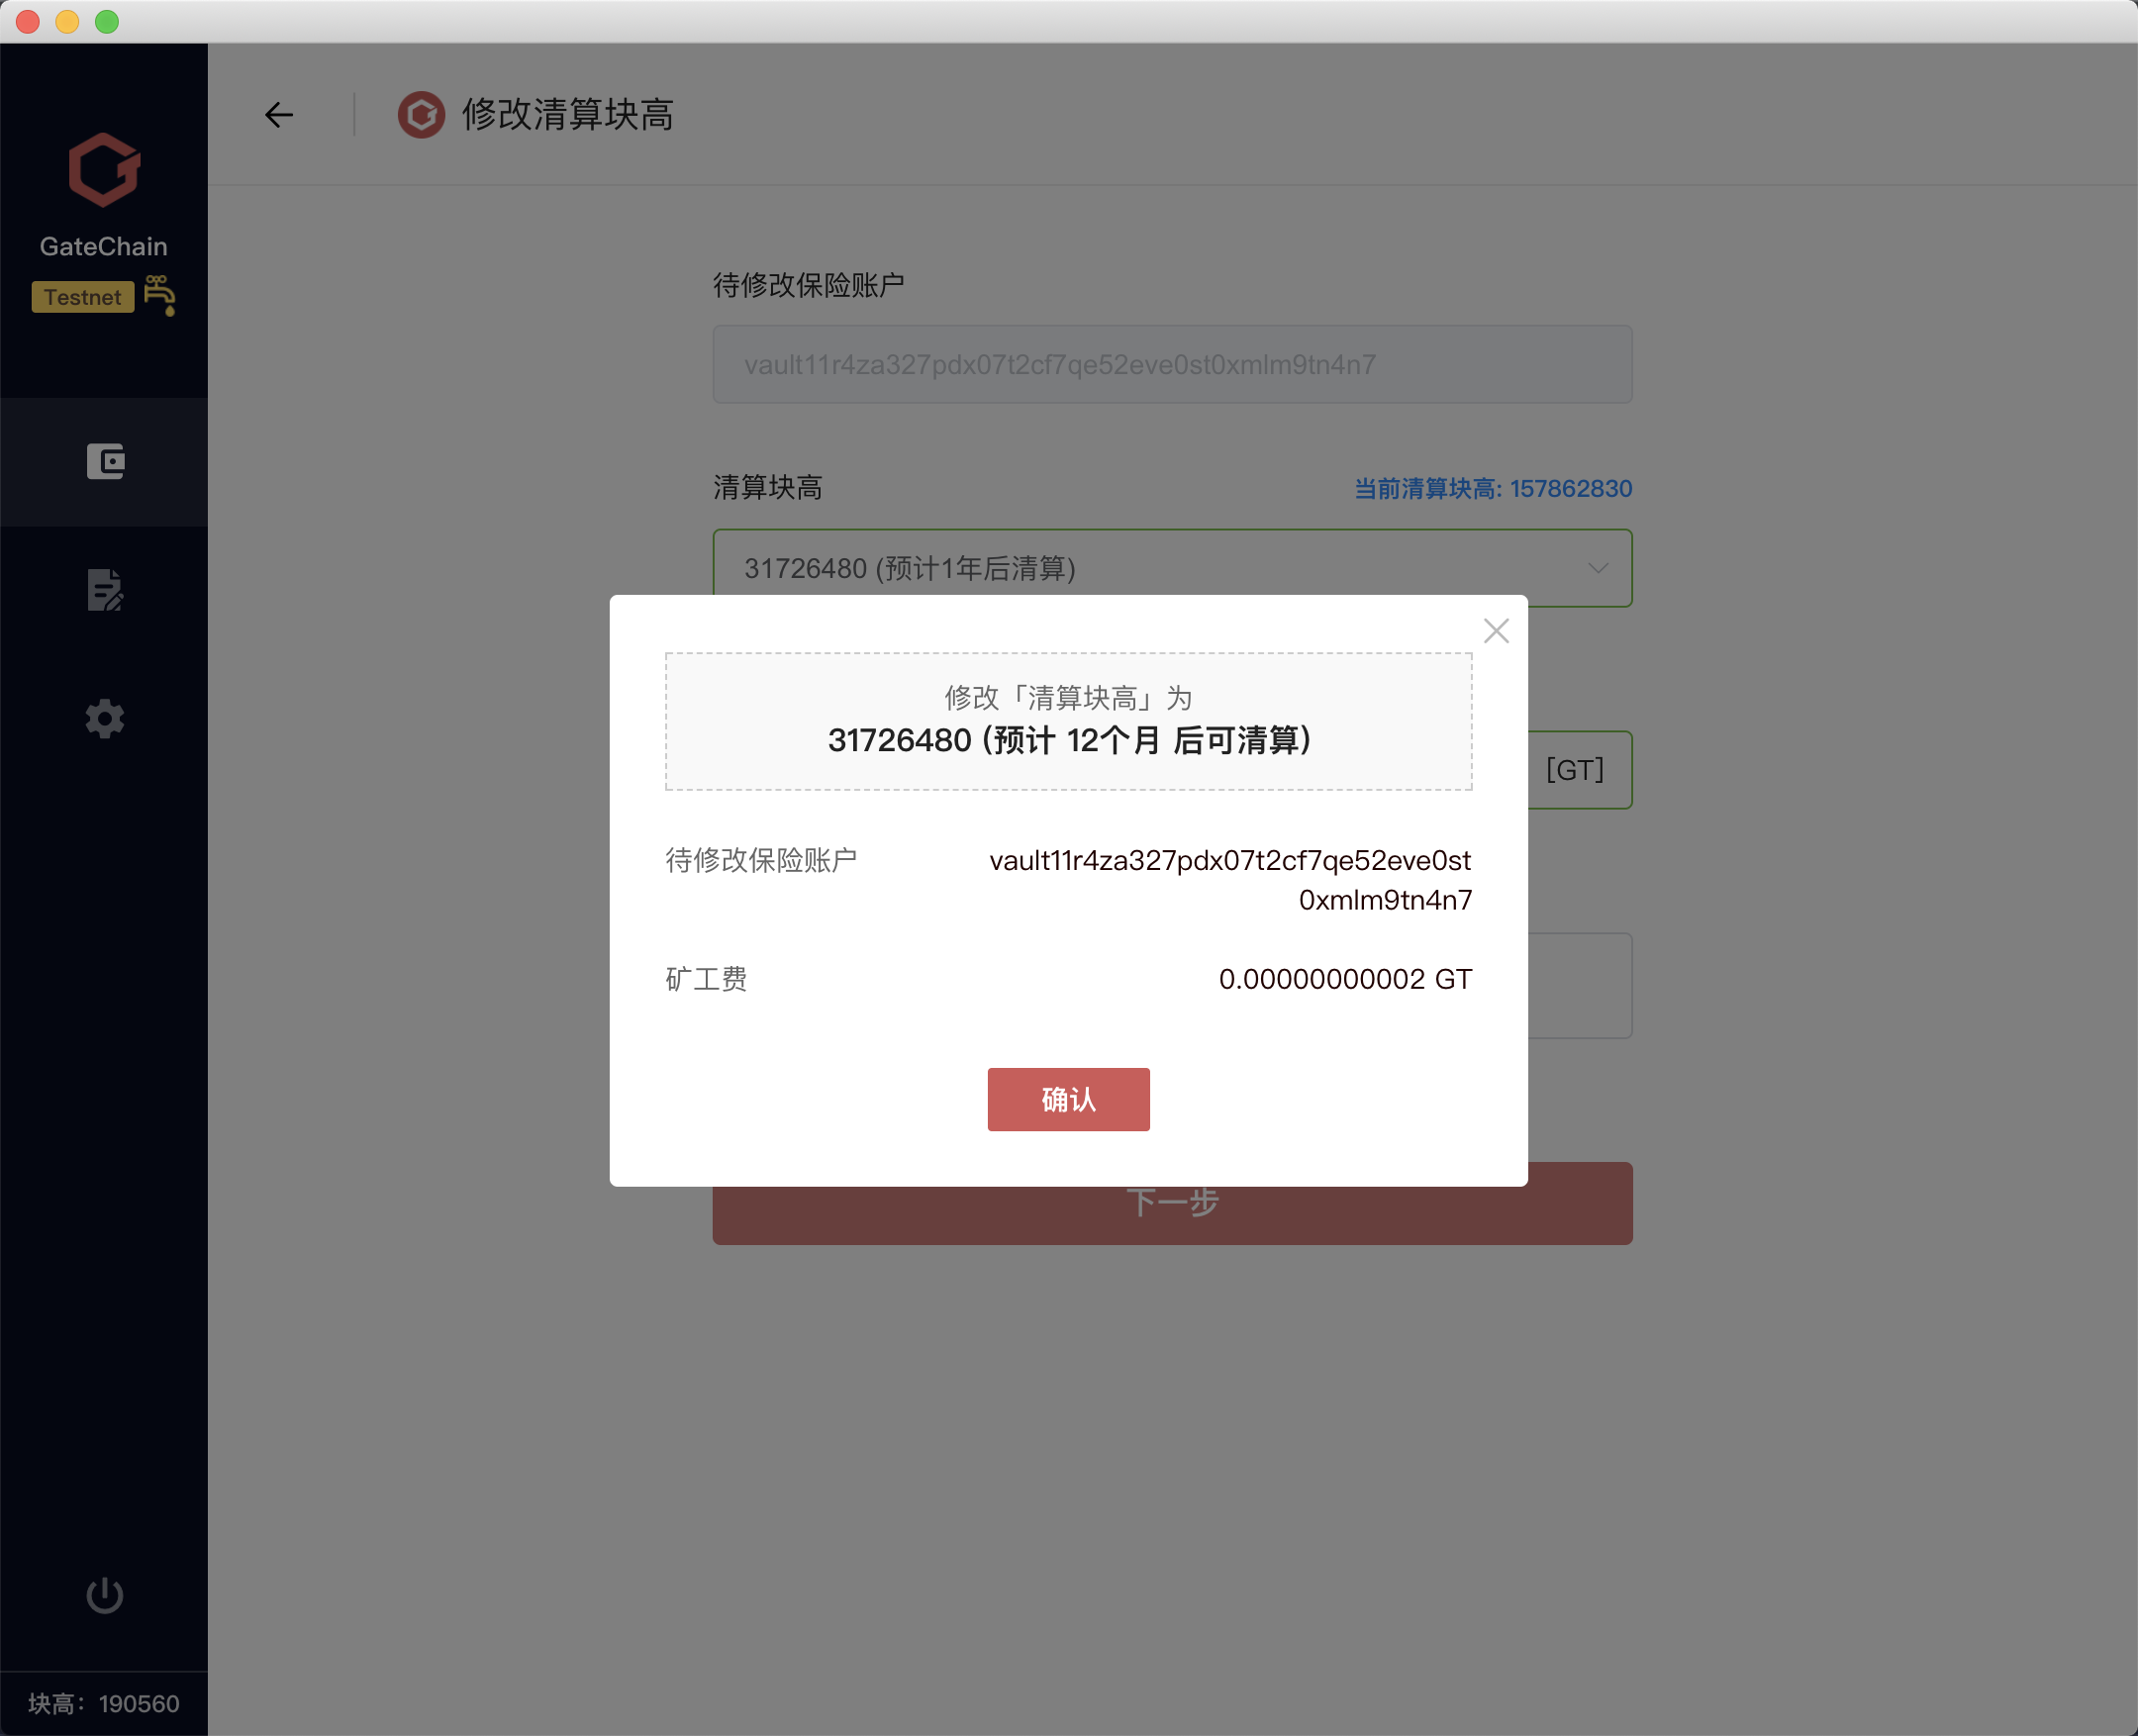 修改清算块高
GateChain
Testnet
待修改保险账户
vault11r4za327pdx07t2cf7qe52eve0st0xmlm9tn4n7
清算块高
当前清算块高: 157862830
31726480 (预计1年后清算)
修改「清算块高」为
31726480 (预计 12个月 后可清算)
[GT]
待修改保险账户
vault11r4za327pdx07t2cf7qe52eve0st
0xmlm9tn4n7
矿工费
0.00000000002 GT
确认
下一步
块高：190560